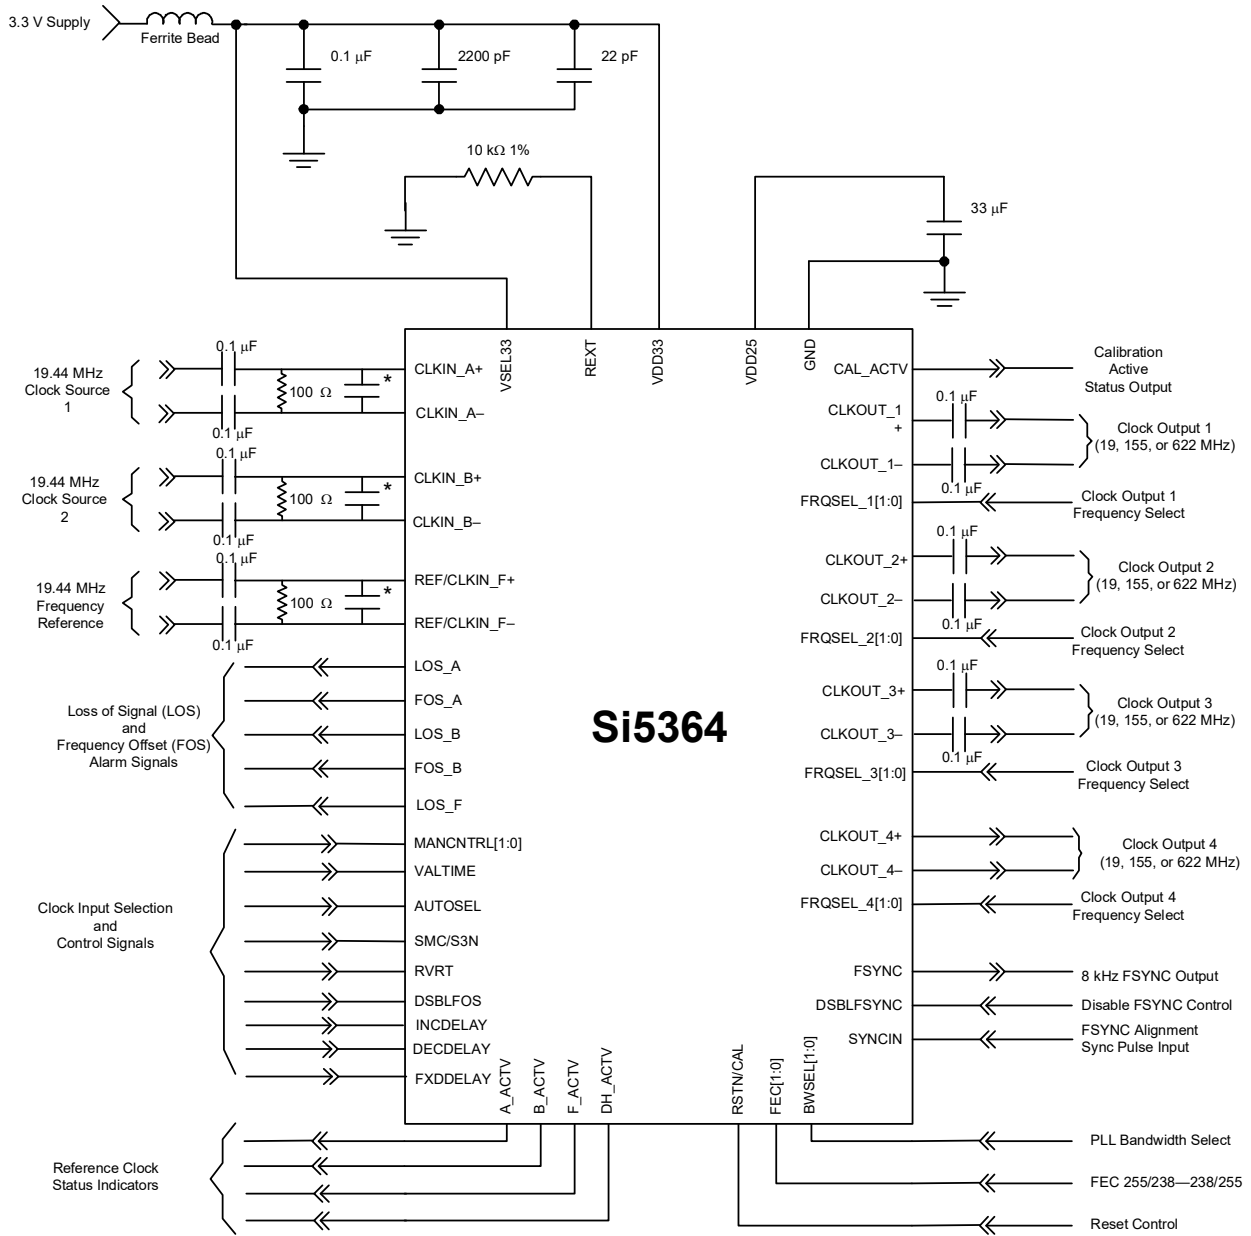 3.3 V Supply
Ferrite Bead
0.1 μF
2200 pF
22 pF
10 kΩ 1%
33 μF
VSEL33
REXT
VDD33
VDD25
GND
19.44 MHz
Clock Source
1
0.1 μF
0.1 μF
100 Ω
*
CLKIN_A+
CLKIN_A–
19.44 MHz
Clock Source
2
0.1 μF
0.1 μF
100 Ω
*
CLKIN_B+
CLKIN_B–
19.44 MHz
Frequency
Reference
0.1 μF
0.1 μF
100 Ω
*
REF/CLKIN_F+
REF/CLKIN_F–
Loss of Signal (LOS)
and
Frequency Offset (FOS)
Alarm Signals
LOS_A
FOS_A
LOS_B
FOS_B
LOS_F
Clock Input Selection
and
Control Signals
MANCNTRL[1:0]
VALTIME
AUTOSEL
SMC/S3N
RVRT
DSBLFOS
INCDELAY
DECDELAY
FXDDELAY
Si5364
CAL_ACTV
Calibration
Active
Status Output
CLKOUT_1
+
CLKOUT_1–
0.1 μF
0.1 μF
Clock Output 1
(19, 155, or 622 MHz)
FRQSEL_1[1:0]
Clock Output 1
Frequency Select
CLKOUT_2+
CLKOUT_2–
0.1 μF
0.1 μF
Clock Output 2
(19, 155, or 622 MHz)
FRQSEL_2[1:0]
Clock Output 2
Frequency Select
CLKOUT_3+
CLKOUT_3–
0.1 μF
0.1 μF
Clock Output 3
(19, 155, or 622 MHz)
FRQSEL_3[1:0]
Clock Output 3
Frequency Select
CLKOUT_4+
CLKOUT_4–
Clock Output 4
(19, 155, or 622 MHz)
FRQSEL_4[1:0]
Clock Output 4
Frequency Select
FSYNC
8 kHz FSYNC Output
DSBLFSYNC
Disable FSYNC Control
SYNCIN
FSYNC Alignment
Sync Pulse Input
A_ACTV
B_ACTV
F_ACTV
DH_ACTV
RSTN/CAL
FEC[1:0]
BWSEL[1:0]
Reference Clock
Status Indicators
PLL Bandwidth Select
FEC 255/238—238/255
Reset Control